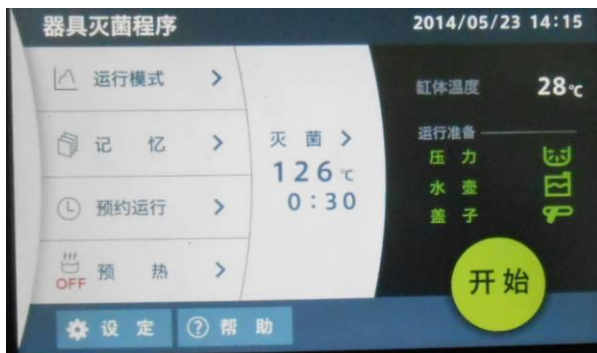 器具灭菌程序
2014/05/23 14:15
运行模式
记忆
预约运行
OFF 预热
灭菌
126℃
0:30
缸体温度 28℃
运行准备
压力
水壶
盖子
开始
设定
帮助